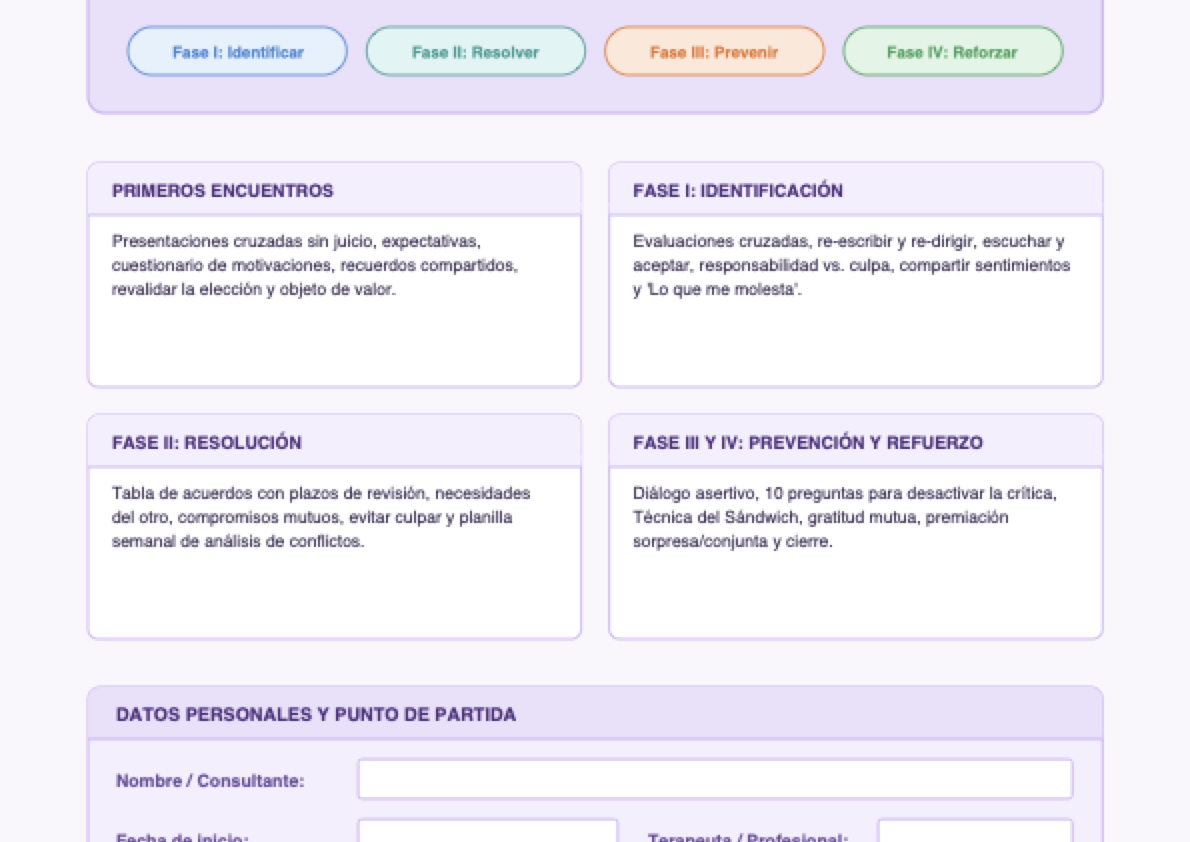 Fase I: Identificar
Fase II: Resolver
Fase III: Prevenir
Fase IV: Reforzar
PRIMEROS ENCUENTROS
Presentaciones cruzadas sin juicio, expectativas,
cuestionario de motivaciones, recuerdos compartidos,
revalidar la elección y objeto de valor.
FASE I: IDENTIFICACIÓN
Evaluaciones cruzadas, re-escribir y re-dirigir, escuchar y
aceptar, responsabilidad vs. culpa, compartir sentimientos
y 'Lo que me molesta'.
FASE II: RESOLUCIÓN
Tabla de acuerdos con plazos de revisión, necesidades
del otro, compromisos mutuos, evitar culpar y planilla
semanal de análisis de conflictos.
FASE III Y IV: PREVENCIÓN Y REFUERZO
Diálogo asertivo, 10 preguntas para desactivar la crítica,
Técnica del Sándwich, gratitud mutua, premiación
sorpresa/conjunta y cierre.
DATOS PERSONALES Y PUNTO DE PARTIDA
Nombre / Consultante:
Fecha de inicio:
Terapeuta / Profesional: